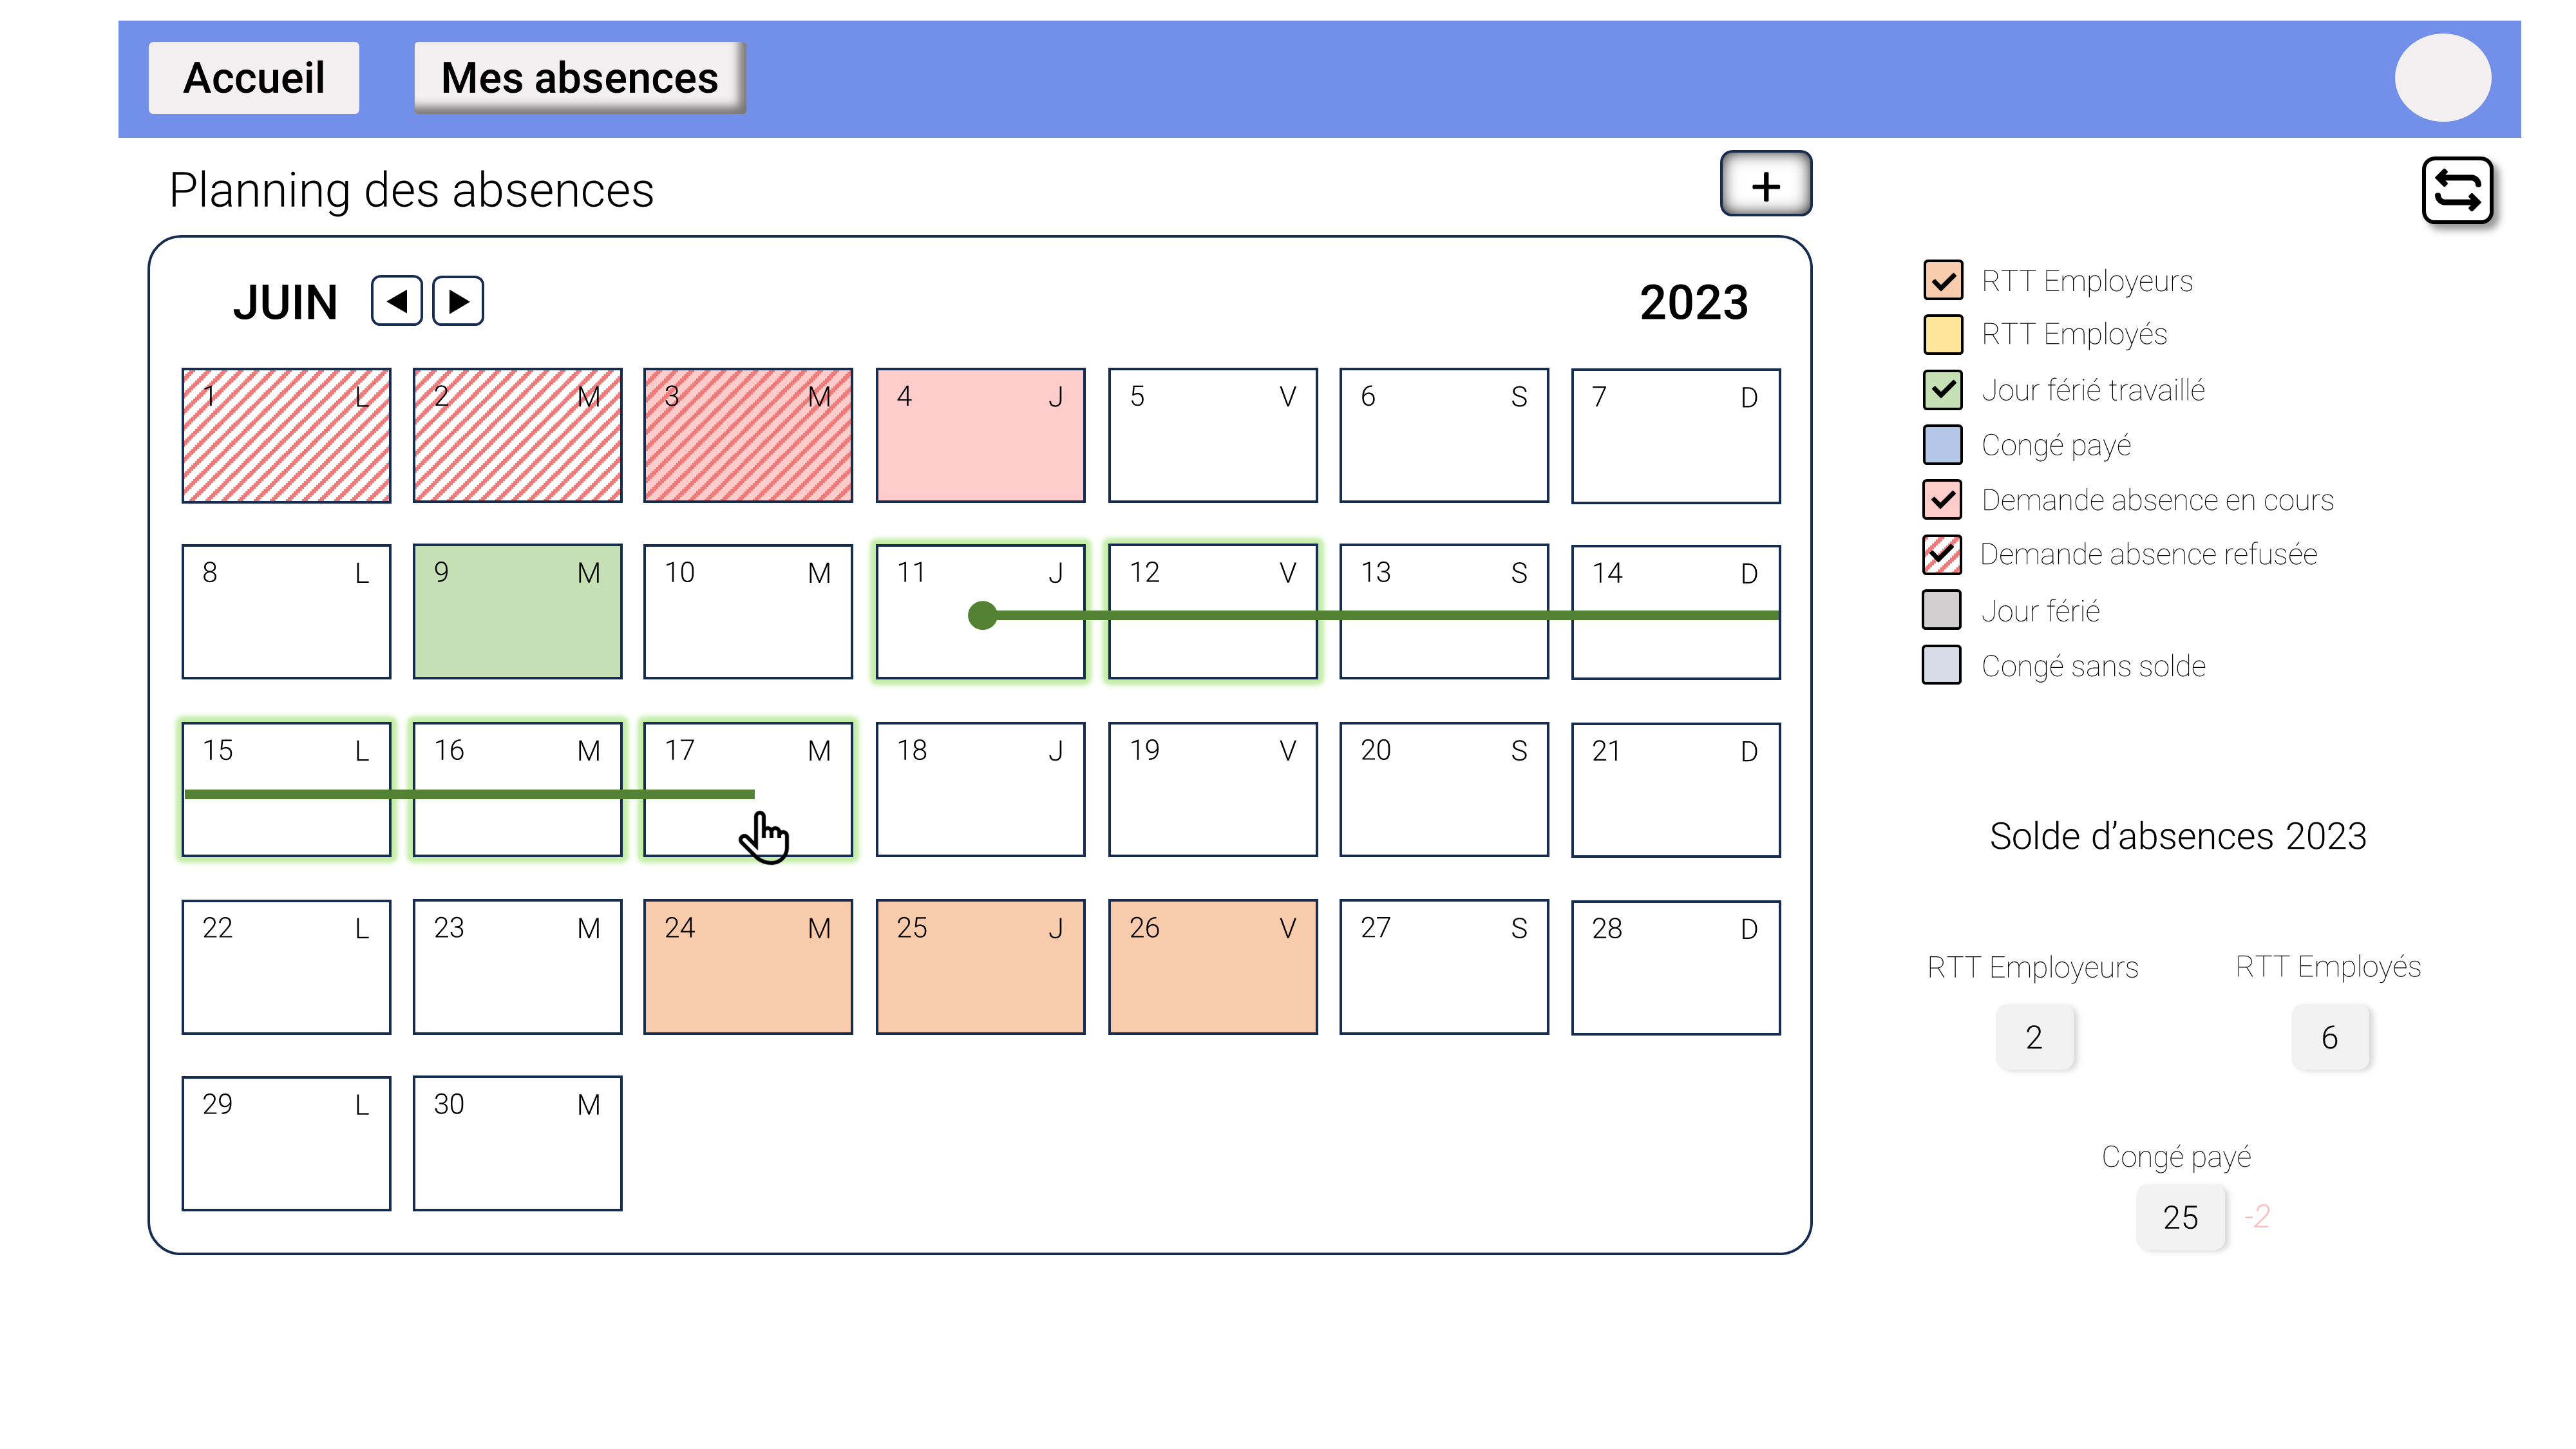 Accueil Mes absences
Planning des absences +
JUIN 2023
1 L 2 M 3 M 4 J 5 V 6 S 7 D
8 L 9 M 10 M 11 J 12 V 13 S 14 D
15 L 16 M 17 M 18 J 19 V 20 S 21 D
22 L 23 M 24 M 25 J 26 V 27 S 28 D
29 L 30 M
RTT Employeurs
RTT Employés
Jour férié travaillé
Congé payé
Demande absence en cours
Demande absence refusée
Jour férié
Congé sans solde
Solde d’absences 2023
RTT Employeurs RTT Employés
2 6
Congé payé
25 -2